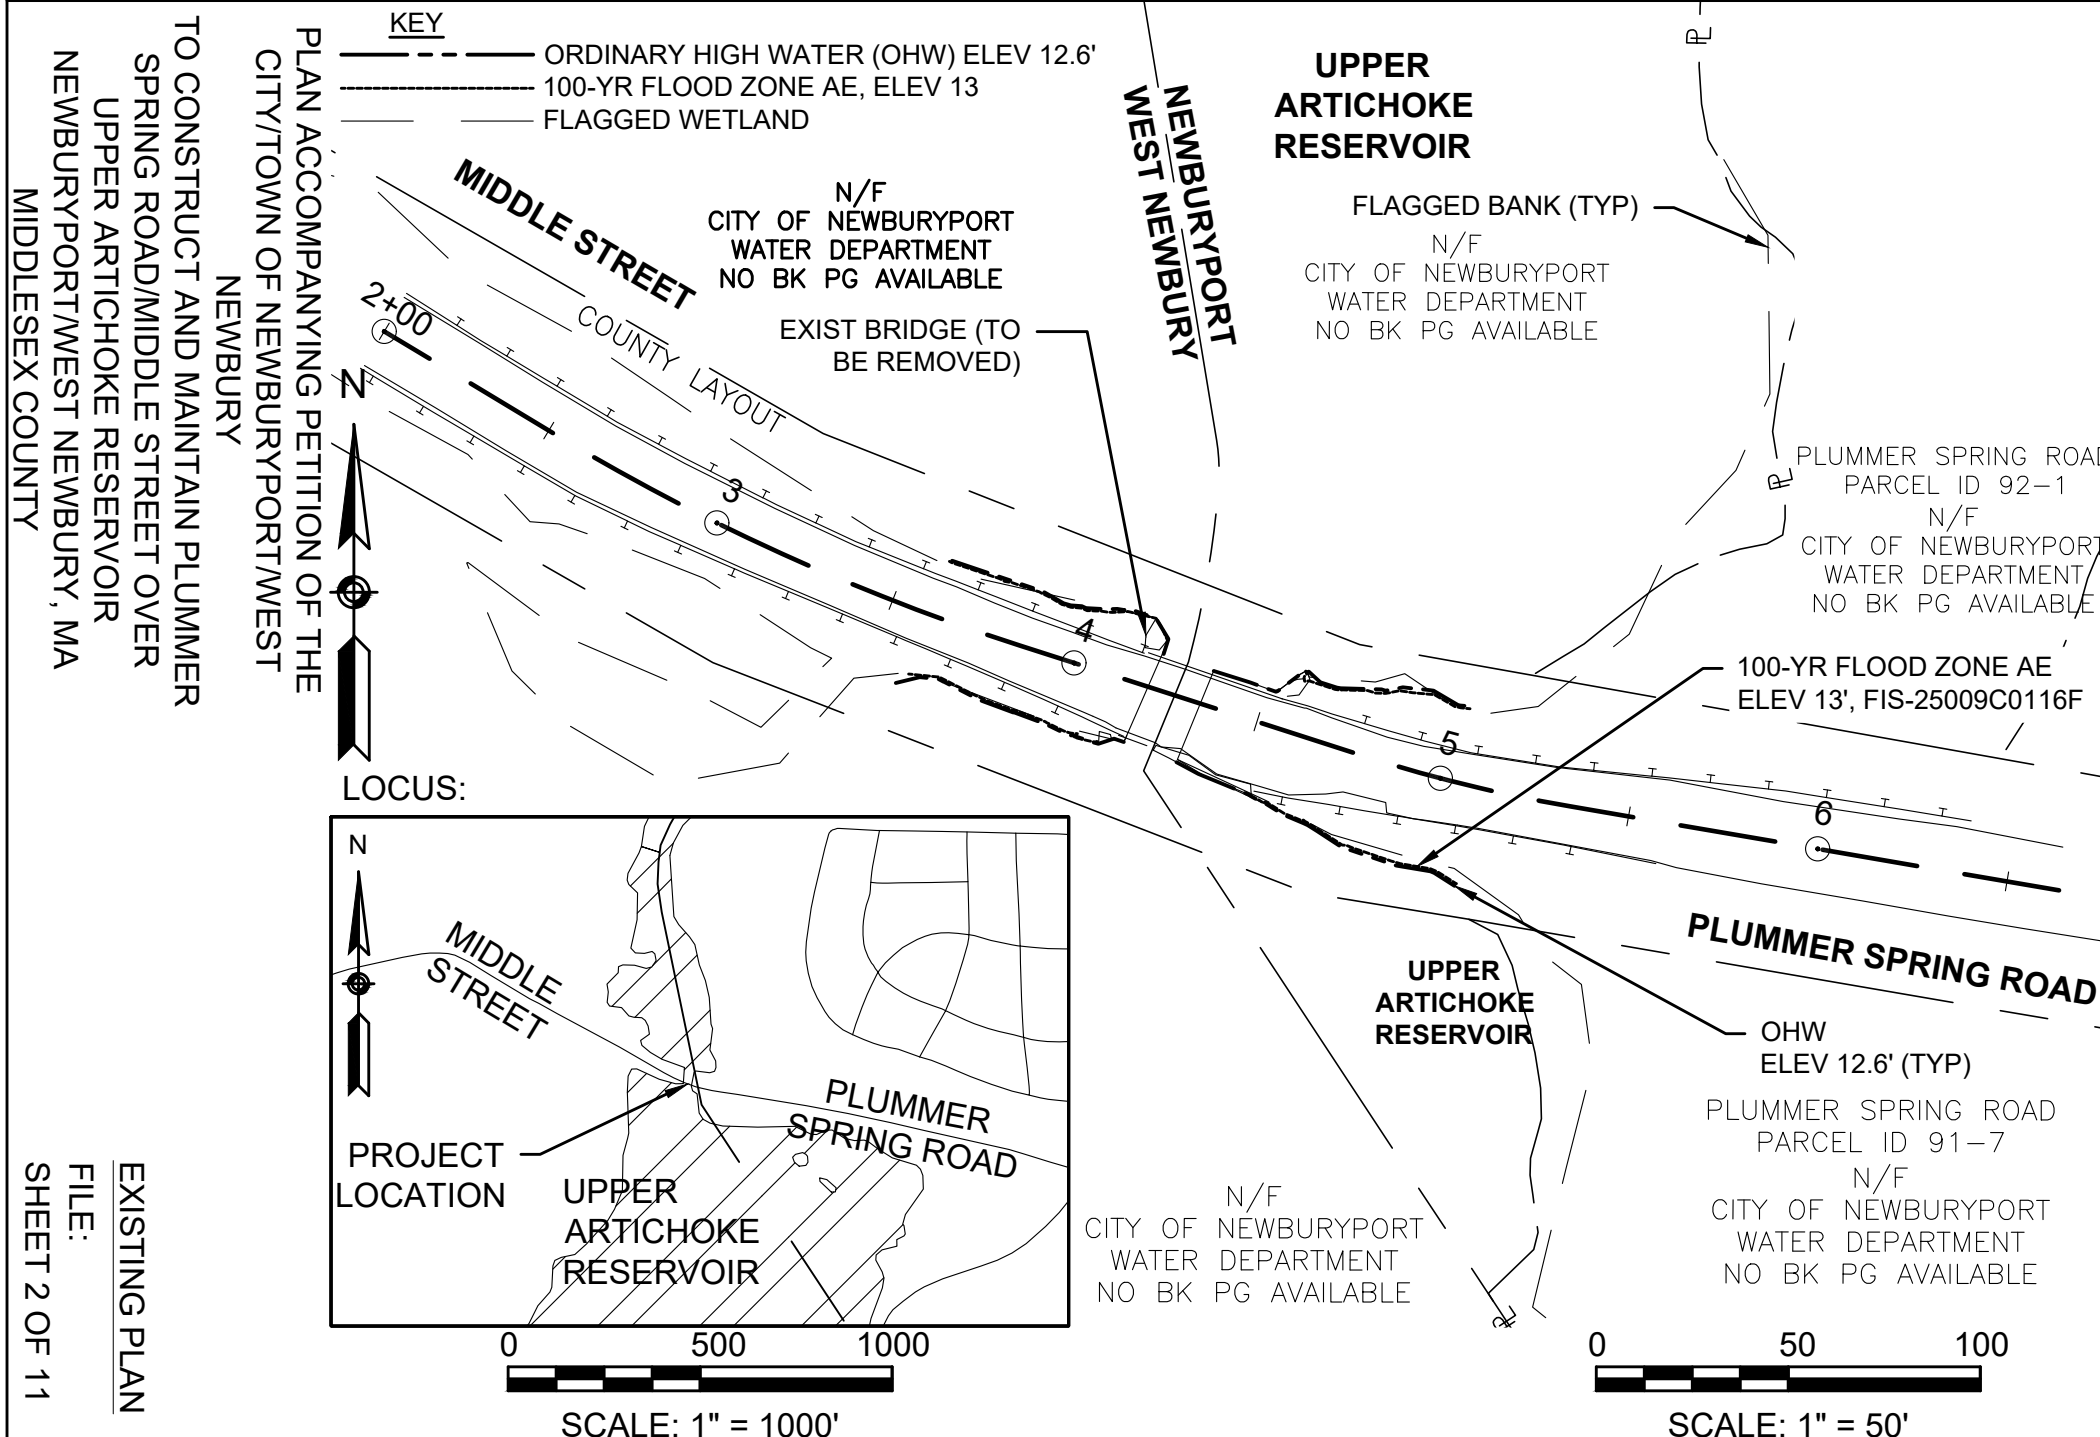 PLAN ACCOMPANYING PETITION OF THE
CITY/TOWN OF NEWBURYPORT/WEST
NEWBURY
TO CONSTRUCT AND MAINTAIN PLUMMER
SPRING ROAD/MIDDLE STREET OVER
UPPER ARTICHOKE RESERVOIR
NEWBURYPORT/WEST NEWBURY, MA
MIDDLESEX COUNTY
EXISTING PLAN
FILE:
SHEET 2 OF 11
KEY
ORDINARY HIGH WATER (OHW) ELEV 12.6'
100-YR FLOOD ZONE AE, ELEV 13
FLAGGED WETLAND
MIDDLE STREET
N/F
CITY OF NEWBURYPORT
WATER DEPARTMENT
NO BK PG AVAILABLE
COUNTY LAYOUT
EXIST BRIDGE (TO
BE REMOVED)
NEWBURYPORT
WEST NEWBURY
UPPER
ARTICHOKE
RESERVOIR
FLAGGED BANK (TYP)
N/F
CITY OF NEWBURYPORT
WATER DEPARTMENT
NO BK PG AVAILABLE
PL
PL
PLUMMER SPRING ROAD
PARCEL ID 92-1
N/F
CITY OF NEWBURYPORT
WATER DEPARTMENT
NO BK PG AVAILABLE
2+00
3
4
5
6
N
100-YR FLOOD ZONE AE
ELEV 13', FIS-25009C0116F
PLUMMER SPRING ROAD
UPPER
ARTICHOKE
RESERVOIR
OHW
ELEV 12.6' (TYP)
PLUMMER SPRING ROAD
PARCEL ID 91-7
N/F
CITY OF NEWBURYPORT
WATER DEPARTMENT
NO BK PG AVAILABLE
N/F
CITY OF NEWBURYPORT
WATER DEPARTMENT
NO BK PG AVAILABLE
PL
LOCUS:
N
MIDDLE
STREET
PROJECT
LOCATION
PLUMMER
SPRING ROAD
UPPER
ARTICHOKE
RESERVOIR
0 500 1000
SCALE: 1" = 1000'
0 50 100
SCALE: 1" = 50'